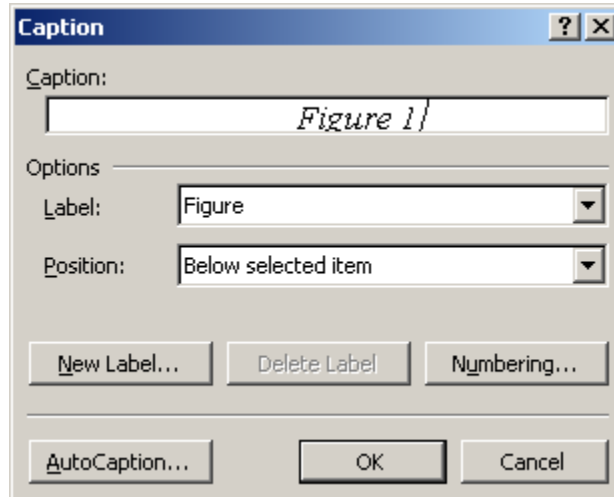 Caption
Caption:
Figure 1
Options
Label: Figure
Position: Below selected item
New Label... Delete Label Numbering...
AutoCaption... OK Cancel